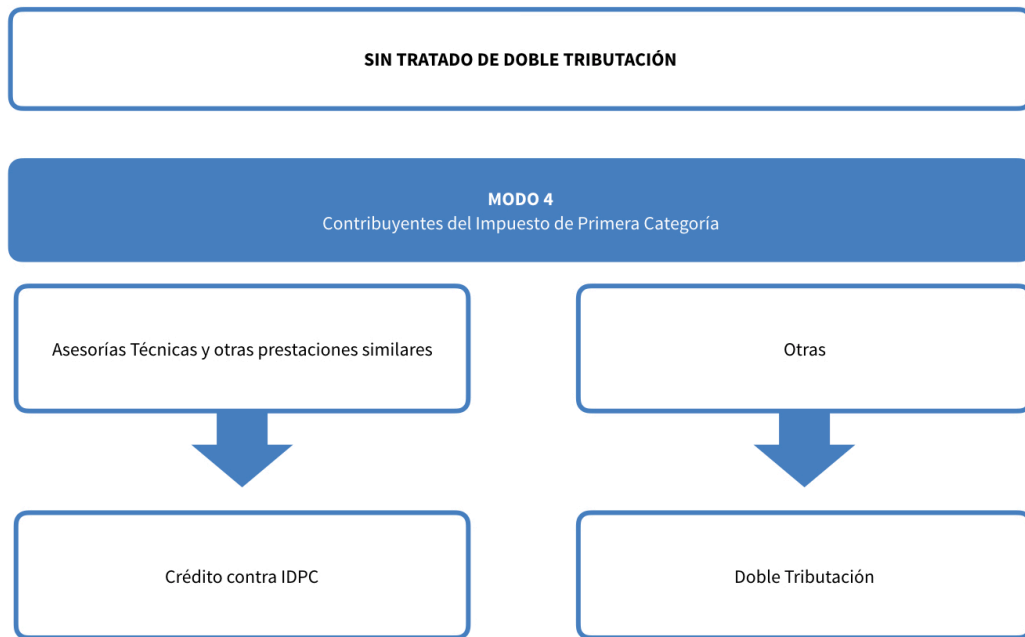 SIN TRATADO DE DOBLE TRIBUTACIÓN
MODO 4
Contribuyentes del Impuesto de Primera Categoría
Asesorías Técnicas y otras prestaciones similares
Otras
Crédito contra IDPC
Doble Tributación